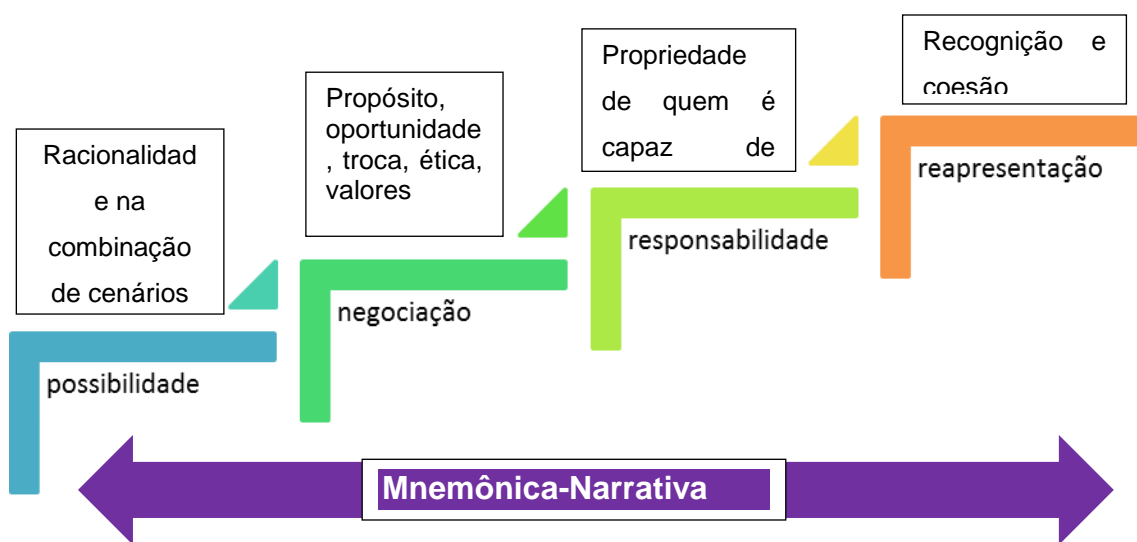 Racionalidad
e na
combinação
de cenários
possibilidade
Propósito,
oportunidade
, troca, ética,
valores
negociação
Propriedade
de quem é
capaz de
responsabilidade
Recognição e
coesão
reapresentação
Mnemônica-Narrativa